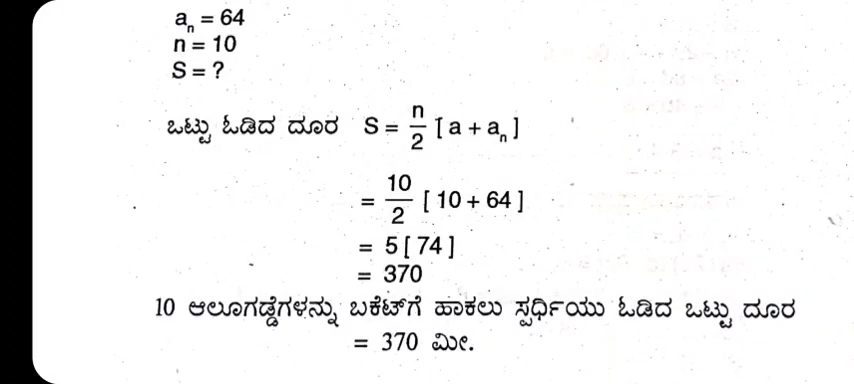 aₙ = 64
n = 10
S = ?
ಒಟ್ಟು ಓಡಿದ ದೂರ S = n/2 [ a + aₙ ]
= 10/2 [ 10 + 64 ]
= 5 [ 74 ]
= 370
10 ಆಲೂಗಡ್ಡೆಗಳನ್ನು ಬಕೆಟ್‌ಗೆ ಹಾಕಲು ಸ್ಪರ್ಧಿಯು ಓಡಿದ ಒಟ್ಟು ದೂರ
= 370 ಮೀ.